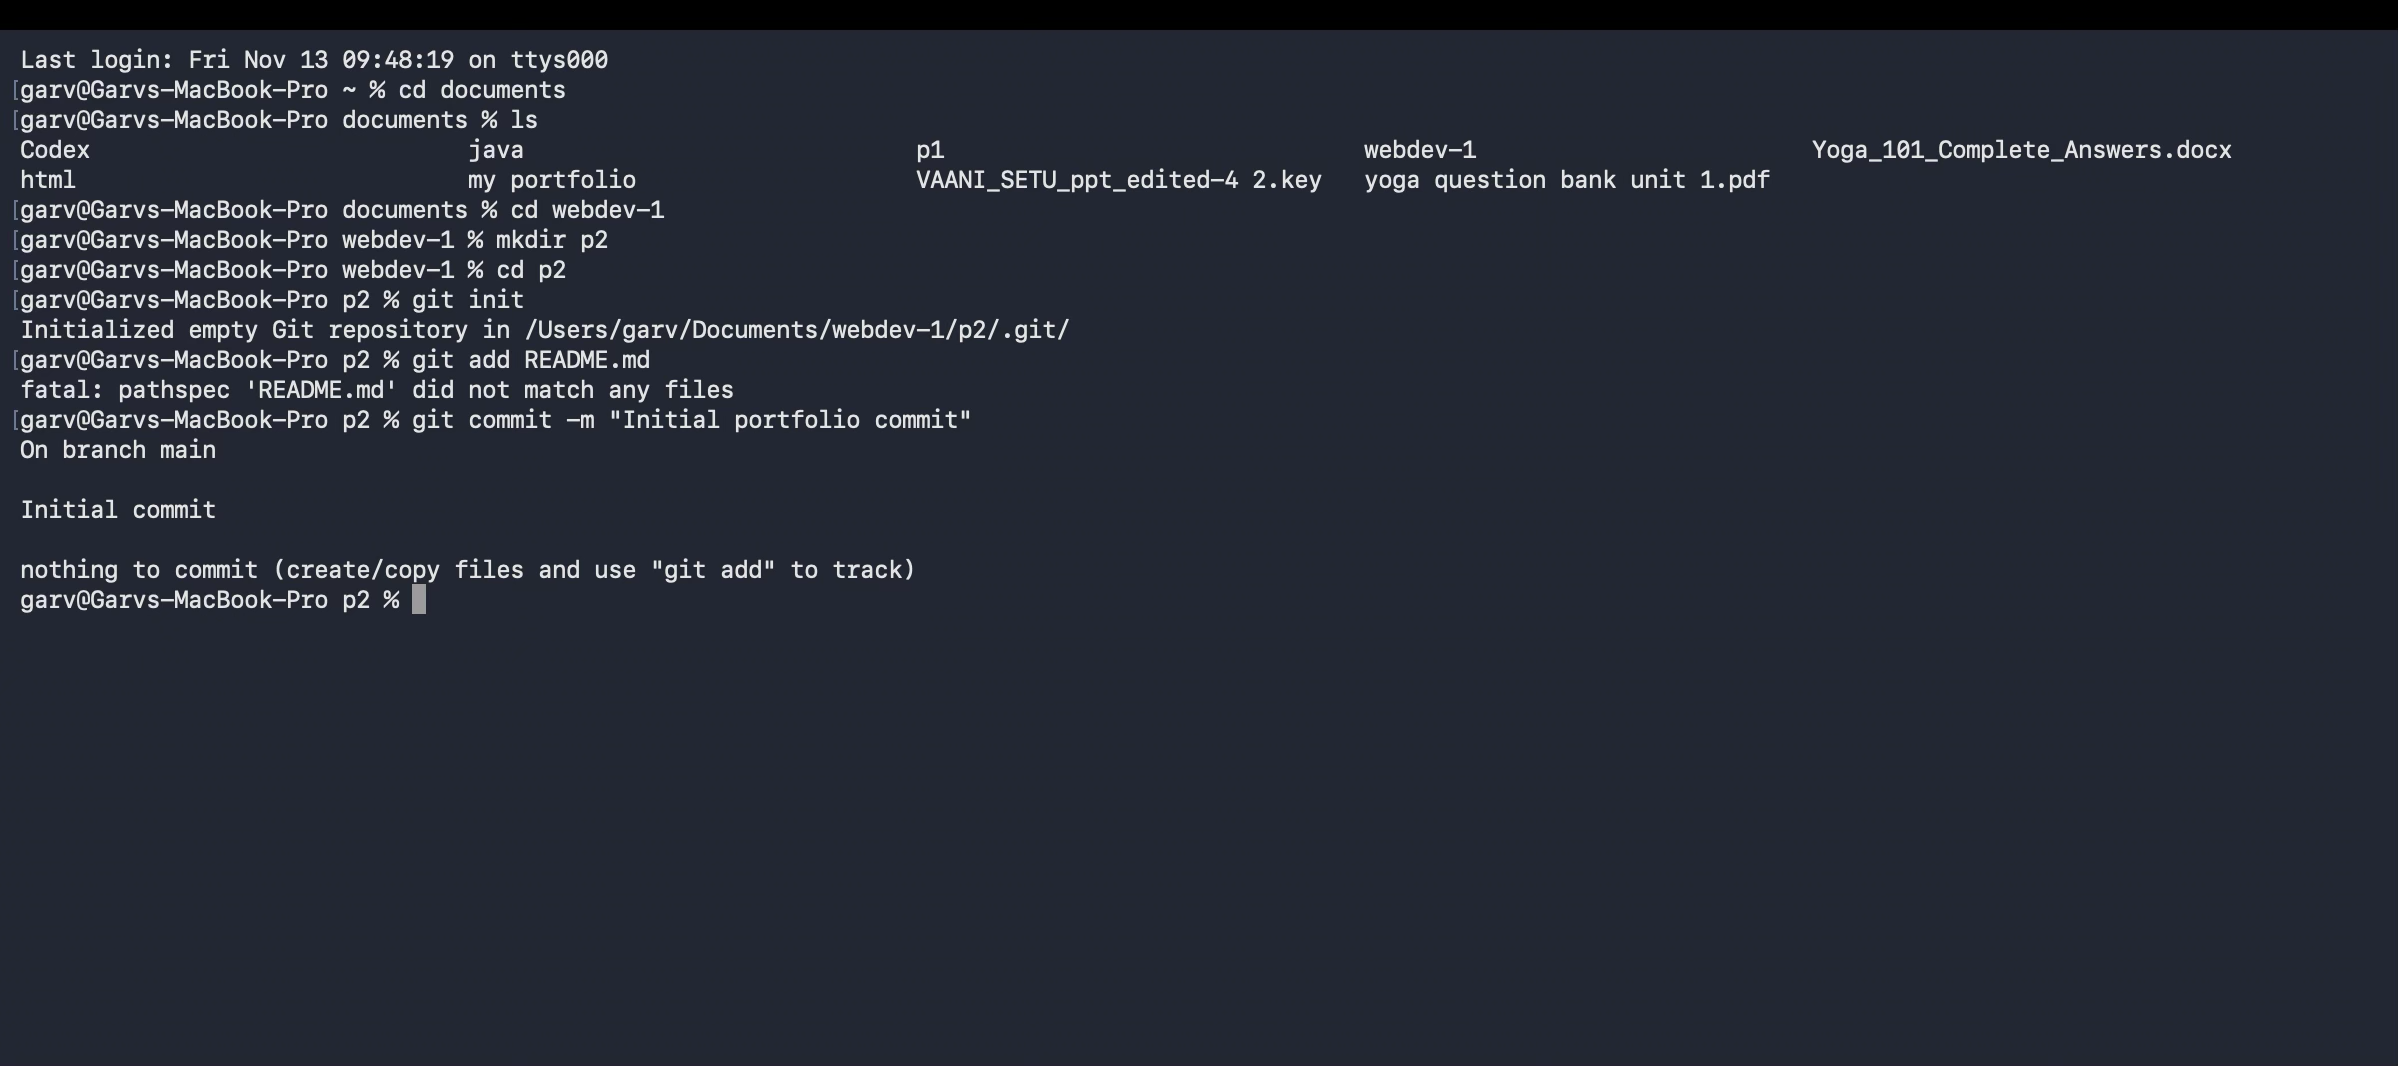 Last login: Fri Nov 13 09:48:19 on ttys000
[garv@Garvs-MacBook-Pro ~ % cd documents
[garv@Garvs-MacBook-Pro documents % ls
Codex java p1 webdev-1 Yoga_101_Complete_Answers.docx
html my portfolio VAANI_SETU_ppt_edited-4 2.key yoga question bank unit 1.pdf
[garv@Garvs-MacBook-Pro documents % cd webdev-1
[garv@Garvs-MacBook-Pro webdev-1 % mkdir p2
[garv@Garvs-MacBook-Pro webdev-1 % cd p2
[garv@Garvs-MacBook-Pro p2 % git init
Initialized empty Git repository in /Users/garv/Documents/webdev-1/p2/.git/
[garv@Garvs-MacBook-Pro p2 % git add README.md
fatal: pathspec 'README.md' did not match any files
[garv@Garvs-MacBook-Pro p2 % git commit -m "Initial portfolio commit"
On branch main
Initial commit
nothing to commit (create/copy files and use "git add" to track)
garv@Garvs-MacBook-Pro p2 %